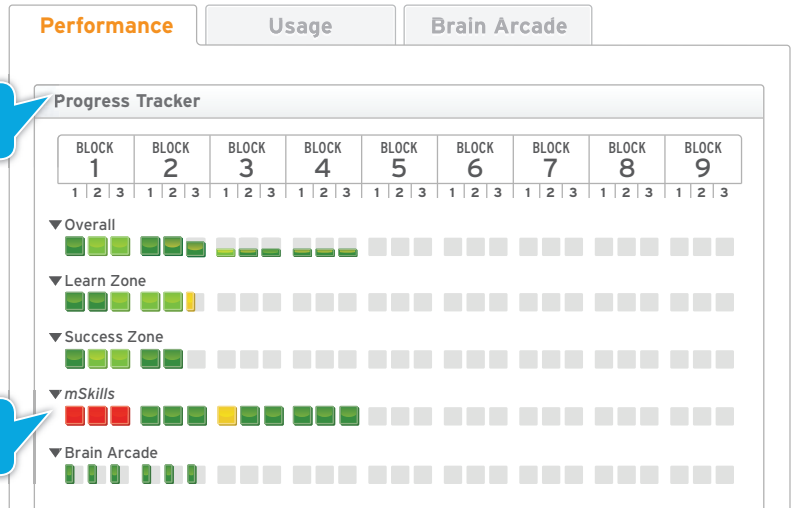 Performance Usage Brain Arcade
Progress Tracker
BLOCK BLOCK BLOCK BLOCK BLOCK BLOCK BLOCK BLOCK BLOCK
1 2 3 4 5 6 7 8 9
1 2 3 1 2 3 1 2 3 1 2 3 1 2 3 1 2 3 1 2 3 1 2 3 1 2 3
Overall
Learn Zone
Success Zone
mSkills
Brain Arcade